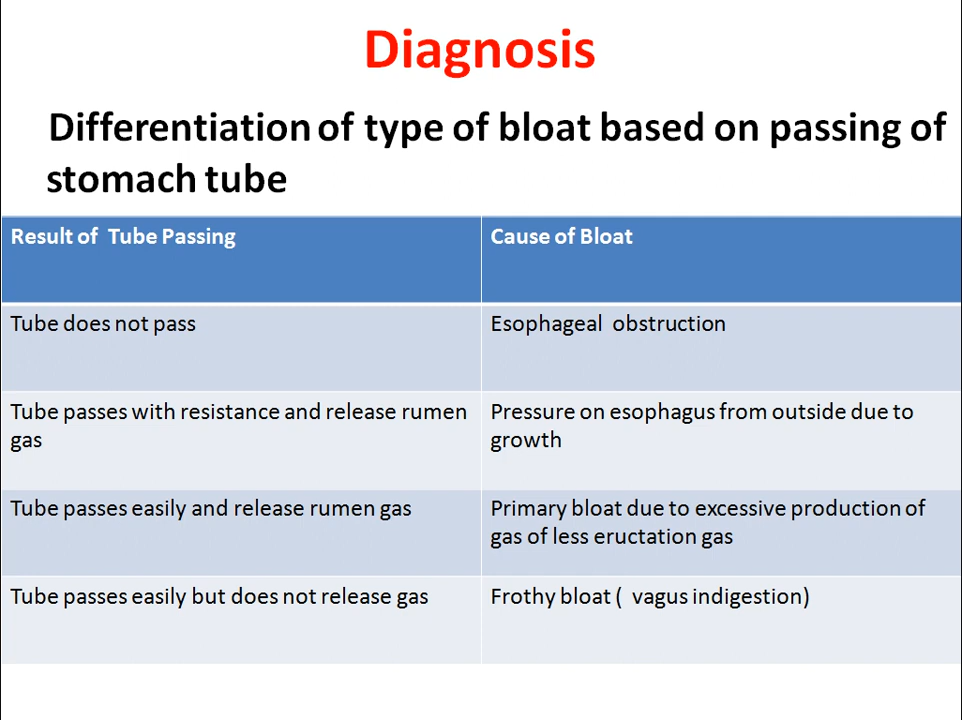 Diagnosis
Differentiation of type of bloat based on passing of
stomach tube
Result of  Tube Passing
Cause of Bloat
Tube does not pass
Esophageal  obstruction
Tube passes with resistance and release rumen
gas
Pressure on esophagus from outside due to
growth
Tube passes easily and release rumen gas
Primary bloat due to excessive production of
gas of less eructation gas
Tube passes easily but does not release gas
Frothy bloat (  vagus indigestion)